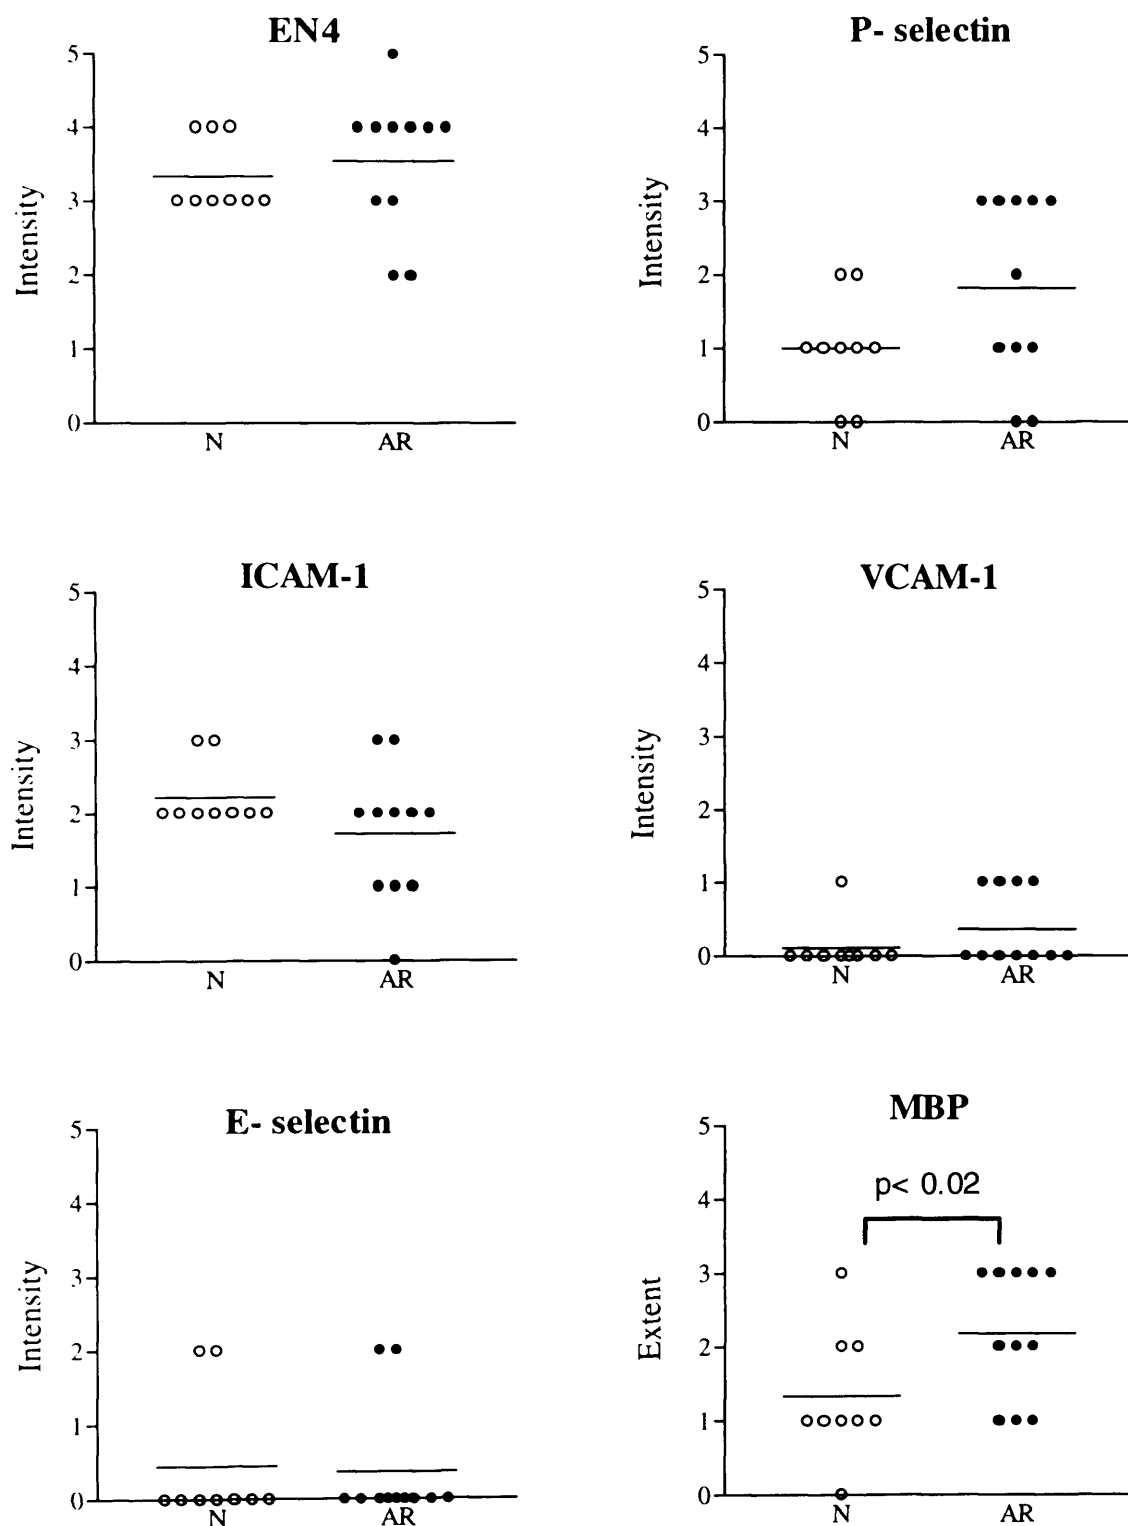 EN4
5
4
3
2
1
0
Intensity
N AR
P- selectin
5
4
3
2
1
0
Intensity
N AR
ICAM-1
5
4
3
2
1
0
Intensity
N AR
VCAM-1
5
4
3
2
1
0
Intensity
N AR
E- selectin
5
4
3
2
1
0
Intensity
N AR
MBP
5
4
3
2
1
0
Extent
p< 0.02
N AR